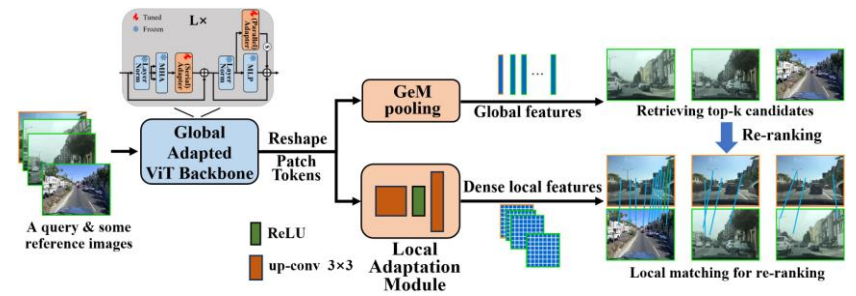 Tuned
Frozen
L×
Layer
Norm
MHA
(Serial)
Adapter
Layer
Norm
MLP
(Parallel)
Adapter
S
Global
Adapted
ViT Backbone
A query & some
reference images
Reshape
Patch
Tokens
GeM
pooling
Global features
Retrieving top-k candidates
Re-ranking
Dense local features
Local
Adaptation
Module
ReLU
up-conv 3×3
Local matching for re-ranking